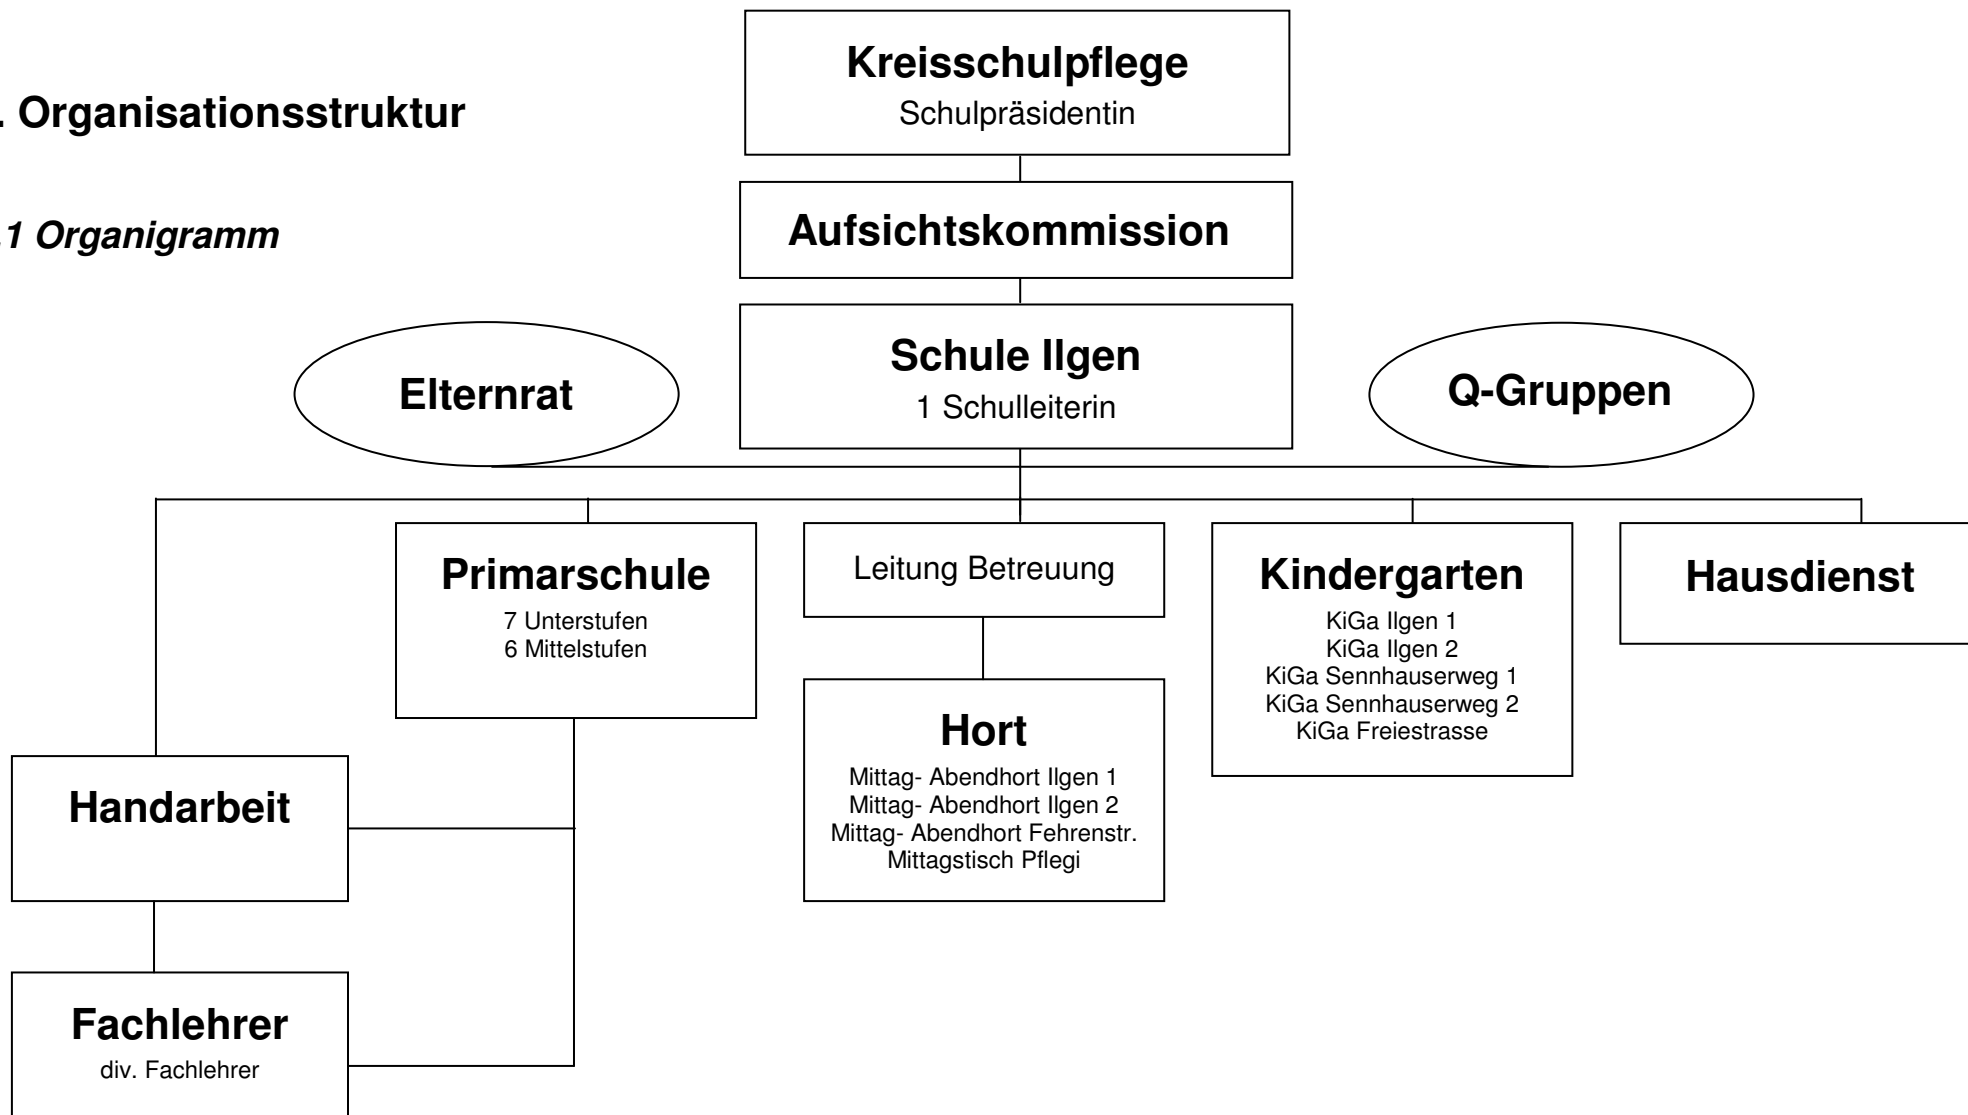 Kreisschulpflege
Schulpräsidentin
. Organisationsstruktur
Aufsichtskommission
.1 Organigramm
Schule Ilgen
1 Schulleiterin
Elternrat
Q-Gruppen
Primarschule
7 Unterstufen
6 Mittelstufen
Leitung Betreuung
Kindergarten
KiGa Ilgen 1
KiGa Ilgen 2
KiGa Sennhauserweg 1
KiGa Sennhauserweg 2
KiGa Freiestrasse
Hausdienst
Hort
Mittag- Abendhort Ilgen 1
Mittag- Abendhort Ilgen 2
Mittag- Abendhort Fehrenstr.
Mittagstisch Pflegi
Handarbeit
Fachlehrer
div. Fachlehrer